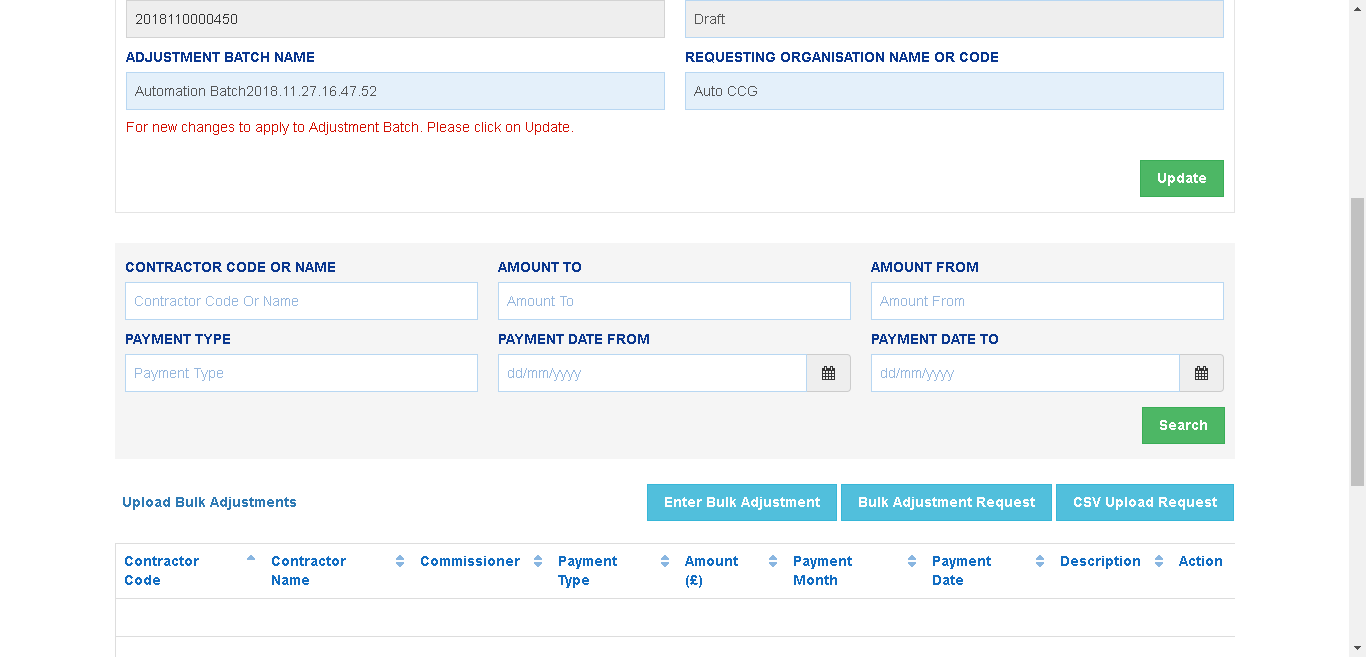 2018110000450 Draft
ADJUSTMENT BATCH NAME REQUESTING ORGANISATION NAME OR CODE
Automation Batch2018.11.27.16.47.52 Auto CCG
For new changes to apply to Adjustment Batch. Please click on Update.
Update
CONTRACTOR CODE OR NAME AMOUNT TO AMOUNT FROM
Contractor Code Or Name Amount To Amount From
PAYMENT TYPE PAYMENT DATE FROM PAYMENT DATE TO
Payment Type dd/mm/yyyy dd/mm/yyyy
Search
Upload Bulk Adjustments Enter Bulk Adjustment Bulk Adjustment Request CSV Upload Request
Contractor Contractor Commissioner Payment Amount Payment Payment Description Action
Code Name Type (£) Month Date